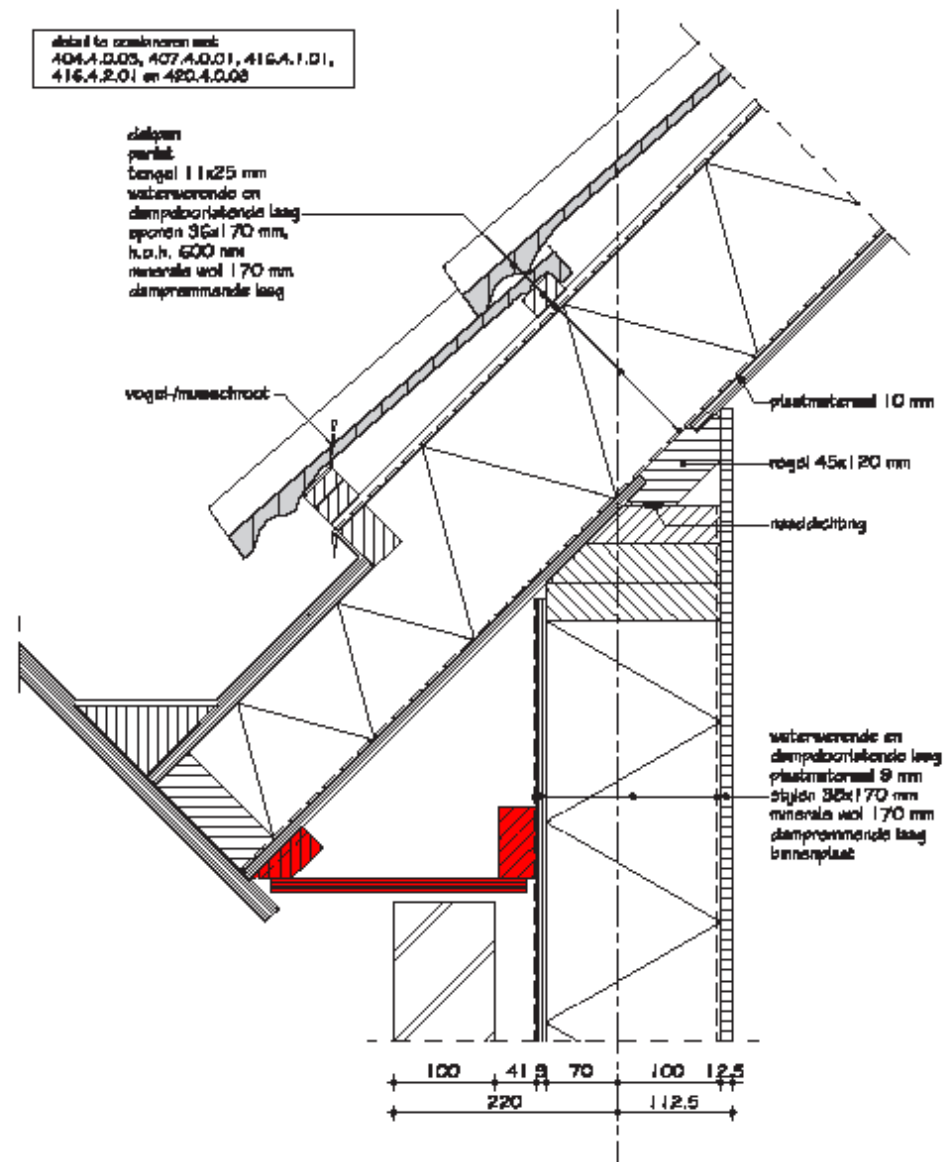 detail te combineren met
404.4.0.03, 407.4.0.01, 416.4.1.01,
416.4.2.01 en 420.4.0.03
dakpan
panlat
tengel 11x25 mm
waterwerende en
dampdoorlatende laag
sporen 36x170 mm,
h.o.h. 600 mm
minerale wol 170 mm
dampremmende laag
vogel-/musschroot
plaatmateriaal 10 mm
regel 45x120 mm
naaddichting
waterwerende en
dampdoorlatende laag
plaatmateriaal 9 mm
stijlen 38x170 mm
minerale wol 170 mm
dampremmende laag
binnenplaat
100 41 9 70 100 12.5
220 112.5